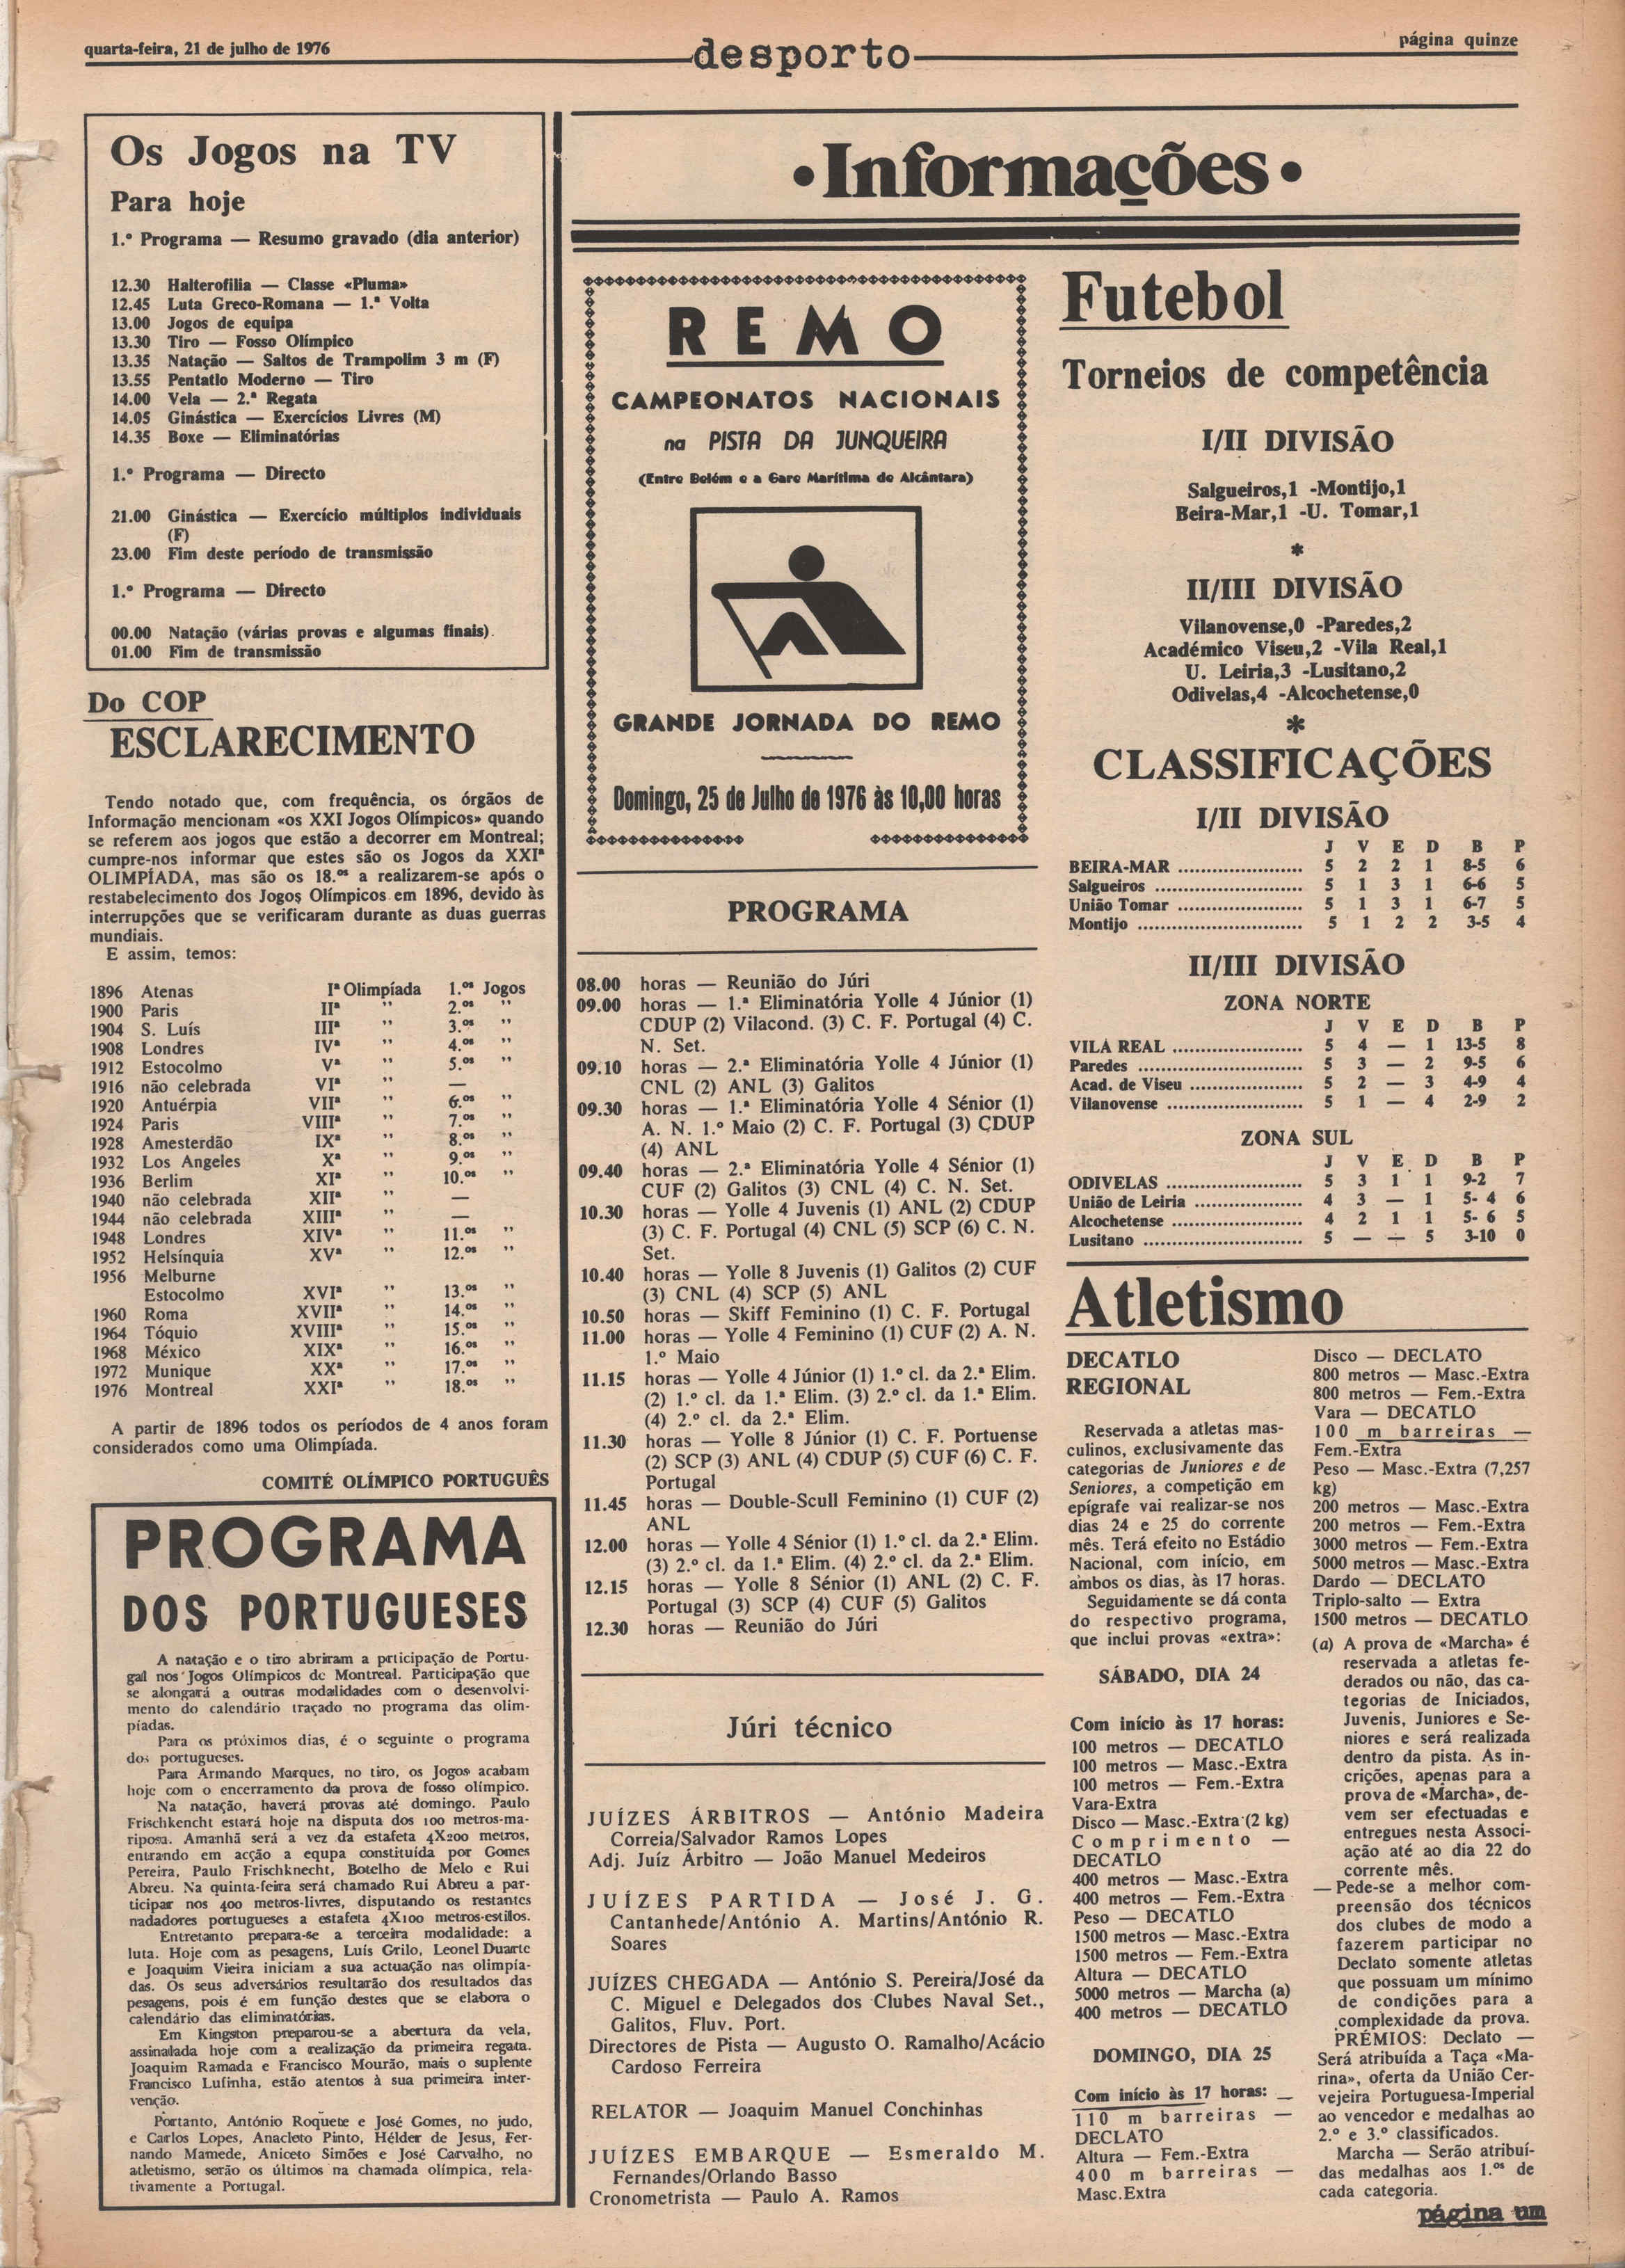 quarta-feira, 21 de julho de 1976
desporto
página quinze
Os Jogos na TV
Para hoje
1.º Programa — Resumo gravado (dia anterior)
12.30 Halterofilia — Classe «Pluma»
12.45 Luta Greco-Romana — 1.ª Volta
13.00 Jogos de equipa
13.30 Tiro — Fosso Olímpico
13.35 Natação — Saltos de Trampolim 3 m (F)
13.55 Pentatlo Moderno — Tiro
14.00 Vela — 2.ª Regata
14.05 Ginástica — Exercícios Livres (M)
14.35 Boxe — Eliminatórias
1.º Programa — Directo
21.00 Ginástica — Exercício múltiplos individuais
(F)
23.00 Fim deste período de transmissão
1.º Programa — Directo
00.00 Natação (várias provas e algumas finais).
01.00 Fim de transmissão
Do COP
ESCLARECIMENTO
Tendo notado que, com frequência, os órgãos de
Informação mencionam «os XXI Jogos Olímpicos» quando
se referem aos jogos que estão a decorrer em Montreal;
cumpre-nos informar que estes são os Jogos da XXIª
OLIMPÍADA, mas são os 18.ºˢ a realizarem-se após o
restabelecimento dos Jogos Olímpicos em 1896, devido às
interrupções que se verificaram durante as duas guerras
mundiais.
E assim, temos:
1896 Atenas Iª Olimpíada 1.ºˢ Jogos
1900 Paris IIª ,, 2.ºˢ ,,
1904 S. Luís IIIª ,, 3.ºˢ ,,
1908 Londres IVª ,, 4.ºˢ ,,
1912 Estocolmo Vª ,, 5.ºˢ ,,
1916 não celebrada VIª ,, —
1920 Antuérpia VIIª ,, 6.ºˢ ,,
1924 Paris VIIIª ,, 7.ºˢ ,,
1928 Amesterdão IXª ,, 8.ºˢ ,,
1932 Los Angeles Xª ,, 9.ºˢ ,,
1936 Berlim XIª ,, 10.ºˢ ,,
1940 não celebrada XIIª ,, —
1944 não celebrada XIIIª ,, —
1948 Londres XIVª ,, 11.ºˢ ,,
1952 Helsínquia XVª ,, 12.ºˢ ,,
1956 Melburne
Estocolmo XVIª ,, 13.ºˢ ,,
1960 Roma XVIIª ,, 14.ºˢ ,,
1964 Tóquio XVIIIª ,, 15.ºˢ ,,
1968 México XIXª ,, 16.ºˢ ,,
1972 Munique XXª ,, 17.ºˢ ,,
1976 Montreal XXIª ,, 18.ºˢ ,,
A partir de 1896 todos os períodos de 4 anos foram
considerados como uma Olimpíada.
COMITÉ OLÍMPICO PORTUGUÊS
PROGRAMA
DOS PORTUGUESES
A natação e o tiro abriram a prticipação de Portu-
gal nos Jogos Olímpicos de Montreal. Participação que
se alongará a outras modalidades com o desenvolvi-
mento do calendário traçado no programa das olim-
píadas.
Para os próximos dias, é o seguinte o programa
dos portugueses.
Para Armando Marques, no tiro, os Jogos acabam
hoje com o encerramento da prova de fosso olímpico.
Na natação, haverá provas até domingo. Paulo
Frischkencht estará hoje na disputa dos 100 metros-ma-
riposa. Amanhã será a vez da estafeta 4X200 metros,
entrando em acção a equpa constituída por Gomes
Pereira, Paulo Frischknecht, Botelho de Melo e Rui
Abreu. Na quinta-feira será chamado Rui Abreu a par-
ticipar nos 400 metros-livres, disputando os restantes
nadadores portugueses a estafeta 4X100 metros-estilos.
Entretanto prepara-se a terceira modalidade: a
luta. Hoje com as pesagens, Luís Grilo, Leonel Duarte
e Joaquim Vieira iniciam a sua actuação nas olimpía-
das. Os seus adversários resultarão dos resultados das
pesagens, pois é em função destes que se elabora o
calendário das eliminatórias.
Em Kingston preparou-se a abertura da vela,
assinalada hoje com a realização da primeira regata.
Joaquim Ramada e Francisco Mourão, mais o suplente
Francisco Lufinha, estão atentos à sua primeira inter-
venção.
Portanto, António Roquete e José Gomes, no judo,
e Carlos Lopes, Anacleto Pinto, Hélder de Jesus, Fer-
nando Mamede, Aniceto Simões e José Carvalho, no
atletismo, serão os últimos na chamada olímpica, rela-
tivamente a Portugal.
•Informações•
REMO
CAMPEONATOS NACIONAIS
na PISTA DA JUNQUEIRA
(Entre Belém e a Gare Marítima de Alcântara)
GRANDE JORNADA DO REMO
Domingo, 25 de Julho de 1976 às 10,00 horas
PROGRAMA
08.00 horas — Reunião do Júri
09.00 horas — 1.ª Eliminatória Yolle 4 Júnior (1)
CDUP (2) Vilacond. (3) C. F. Portugal (4) C.
N. Set.
09.10 horas — 2.ª Eliminatória Yolle 4 Júnior (1)
CNL (2) ANL (3) Galitos
09.30 horas — 1.ª Eliminatória Yolle 4 Sénior (1)
A. N. 1.º Maio (2) C. F. Portugal (3) CDUP
(4) ANL
09.40 horas — 2.ª Eliminatória Yolle 4 Sénior (1)
CUF (2) Galitos (3) CNL (4) C. N. Set.
10.30 horas — Yolle 4 Juvenis (1) ANL (2) CDUP
(3) C. F. Portugal (4) CNL (5) SCP (6) C. N.
Set.
10.40 horas — Yolle 8 Juvenis (1) Galitos (2) CUF
(3) CNL (4) SCP (5) ANL
10.50 horas — Skiff Feminino (1) C. F. Portugal
11.00 horas — Yolle 4 Feminino (1) CUF (2) A. N.
1.º Maio
11.15 horas — Yolle 4 Júnior (1) 1.º cl. da 2.ª Elim.
(2) 1.º cl. da 1.ª Elim. (3) 2.º cl. da 1.ª Elim.
(4) 2.º cl. da 2.ª Elim.
11.30 horas — Yolle 8 Júnior (1) C. F. Portuense
(2) SCP (3) ANL (4) CDUP (5) CUF (6) C. F.
Portugal
11.45 horas — Double-Scull Feminino (1) CUF (2)
ANL
12.00 horas — Yolle 4 Sénior (1) 1.º cl. da 2.ª Elim.
(3) 2.º cl. da 1.ª Elim. (4) 2.º cl. da 2.ª Elim.
12.15 horas — Yolle 8 Sénior (1) ANL (2) C. F.
Portugal (3) SCP (4) CUF (5) Galitos
12.30 horas — Reunião do Júri
Júri técnico
JUÍZES ÁRBITROS — António Madeira
Correia/Salvador Ramos Lopes
Adj. Juíz Árbitro — João Manuel Medeiros
JUÍZES PARTIDA — José J. G.
Cantanhede/António A. Martins/António R.
Soares
JUÍZES CHEGADA — António S. Pereira/José da
C. Miguel e Delegados dos Clubes Naval Set.,
Galitos, Fluv. Port.
Directores de Pista — Augusto O. Ramalho/Acácio
Cardoso Ferreira
RELATOR — Joaquim Manuel Conchinhas
JUÍZES EMBARQUE — Esmeraldo M.
Fernandes/Orlando Basso
Cronometrista — Paulo A. Ramos
Futebol
Torneios de competência
I/II DIVISÃO
Salgueiros,1 -Montijo,1
Beira-Mar,1 -U. Tomar,1
*
II/III DIVISÃO
Vilanovense,0 -Paredes,2
Académico Viseu,2 -Vila Real,1
U. Leiria,3 -Lusitano,2
Odivelas,4 -Alcochetense,0
*
CLASSIFICAÇÕES
I/II DIVISÃO
J V E D B P
BEIRA-MAR ...................... 5 2 2 1 8-5 6
Salgueiros .......................... 5 1 3 1 6-6 5
União Tomar ...................... 5 1 3 1 6-7 5
Montijo ............................. 5 1 2 2 3-5 4
II/III DIVISÃO
ZONA NORTE
J V E D B P
VILA REAL ....................... 5 4 — 1 13-5 8
Paredes ............................. 5 3 — 2 9-5 6
Acad. de Viseu .................... 5 2 — 3 4-9 4
Vilanovense ........................ 5 1 — 4 2-9 2
ZONA SUL
J V E D B P
ODIVELAS ........................ 5 3 1 1 9-2 7
União de Leiria ................... 4 3 — 1 5- 4 6
Alcochetense ....................... 4 2 1 1 5- 6 5
Lusitano ............................ 5 — — 5 3-10 0
Atletismo
DECATLO
REGIONAL
Reservada a atletas mas-
culinos, exclusivamente das
categorias de Juniores e de
Seniores, a competição em
epígrafe vai realizar-se nos
dias 24 e 25 do corrente
mês. Terá efeito no Estádio
Nacional, com início, em
ambos os dias, às 17 horas.
Seguidamente se dá conta
do respectivo programa,
que inclui provas «extra»:
SÁBADO, DIA 24
Com início às 17 horas:
100 metros — DECATLO
100 metros — Masc.-Extra
100 metros — Fem.-Extra
Vara-Extra
Disco — Masc.-Extra (2 kg)
Comprimento —
DECATLO
400 metros — Masc.-Extra
400 metros — Fem.-Extra
Peso — DECATLO
1500 metros — Masc.-Extra
1500 metros — Fem.-Extra
Altura — DECATLO
5000 metros — Marcha (a)
400 metros — DECATLO
DOMINGO, DIA 25
Com início às 17 horas:
110 m barreiras —
DECATLO
Altura — Fem.-Extra
400 m barreiras —
Masc.Extra
Disco — DECLATO
800 metros — Masc.-Extra
800 metros — Fem.-Extra
Vara — DECATLO
100 m barreiras —
Fem.-Extra
Peso — Masc.-Extra (7,257
kg)
200 metros — Masc.-Extra
200 metros — Fem.-Extra
3000 metros — Fem.-Extra
5000 metros — Masc.-Extra
Dardo — DECLATO
Triplo-salto — Extra
1500 metros — DECATLO
(a) A prova de «Marcha» é
reservada a atletas fe-
derados ou não, das ca-
tegorias de Iniciados,
Juvenis, Juniores e Se-
niores e será realizada
dentro da pista. As in-
crições, apenas para a
prova de «Marcha», de-
vem ser efectuadas e
entregues nesta Associ-
ação até ao dia 22 do
corrente mês.
— Pede-se a melhor com-
preensão dos técnicos
dos clubes de modo a
fazerem participar no
Declato somente atletas
que possuam um mínimo
de condições para a
complexidade da prova.
PRÉMIOS: Declato —
Será atribuída a Taça «Ma-
rina», oferta da União Cer-
vejeira Portuguesa-Imperial
ao vencedor e medalhas ao
2.º e 3.º classificados.
Marcha — Serão atribuí-
das medalhas aos 1.ºˢ de
cada categoria.
página um